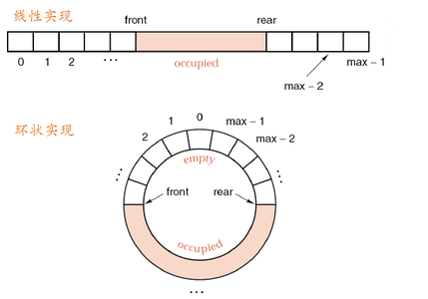 线性实现
front rear
0 1 2 ··· occupied max − 1
max − 2
环状实现
0
1 max − 1
2 max − 2
empty
··· ···
front rear
occupied
···